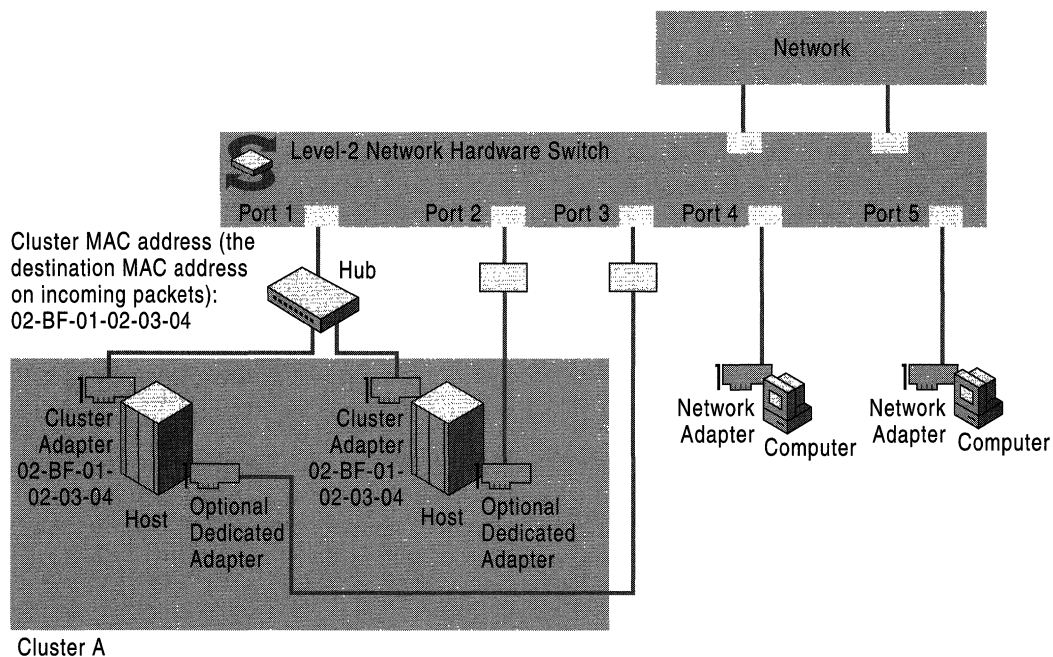 Network
Level-2 Network Hardware Switch
Port 1
Port 2
Port 3
Port 4
Port 5
Cluster MAC address (the
destination MAC address
on incoming packets):
02-BF-01-02-03-04
Hub
Cluster
Adapter
02-BF-01-
02-03-04
Host
Optional
Dedicated
Adapter
Cluster
Adapter
02-BF-01-
02-03-04
Host
Optional
Dedicated
Adapter
Network
Adapter
Computer
Network
Adapter
Computer
Cluster A